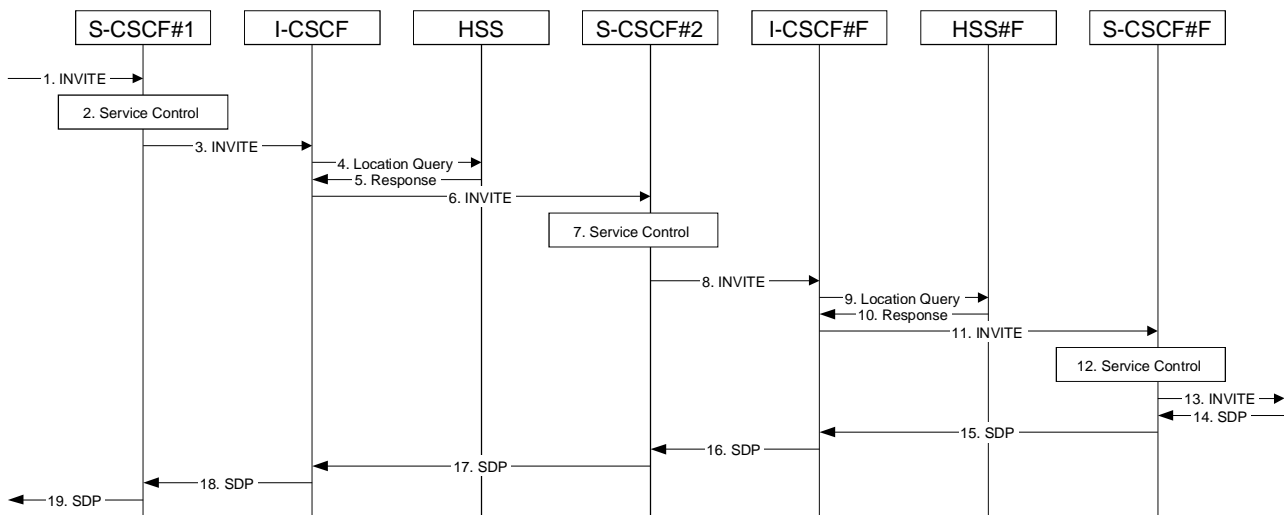 S-CSCF#1
I-CSCF
HSS
S-CSCF#2
I-CSCF#F
HSS#F
S-CSCF#F
1. INVITE
2. Service Control
3. INVITE
4. Location Query
5. Response
6. INVITE
7. Service Control
8. INVITE
9. Location Query
10. Response
11. INVITE
12. Service Control
13. INVITE
14. SDP
15. SDP
16. SDP
17. SDP
18. SDP
19. SDP